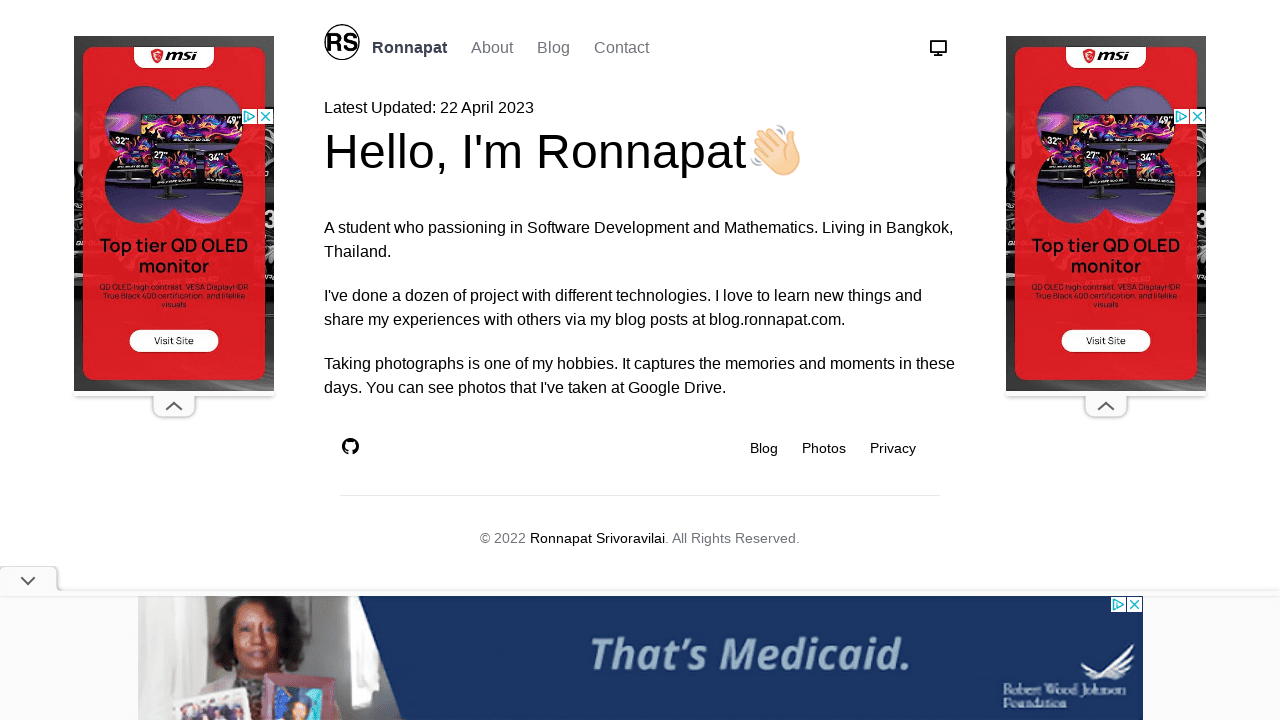 RS Ronnapat About Blog Contact
Latest Updated: 22 April 2023
Hello, I'm Ronnapat👋🏻
A student who passioning in Software Development and Mathematics. Living in Bangkok,
Thailand.
I've done a dozen of project with different technologies. I love to learn new things and
share my experiences with others via my blog posts at blog.ronnapat.com.
Taking photographs is one of my hobbies. It captures the memories and moments in these
days. You can see photos that I've taken at Google Drive.
Blog Photos Privacy
© 2022 Ronnapat Srivoravilai. All Rights Reserved.
msi
49"
32"
27"
34"
Top tier QD OLED
monitor
QD OLED high contrast, VESA DisplayHDR
True Black 400 certification, and lifelike
visuals
Visit Site
msi
49"
32"
27"
34"
Top tier QD OLED
monitor
QD OLED high contrast, VESA DisplayHDR
True Black 400 certification, and lifelike
visuals
Visit Site
That's Medicaid.
Robert Wood Johnson
Foundation